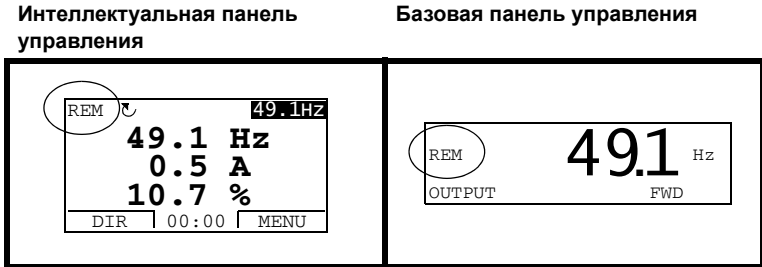 Интеллектуальная панель
управления
Базовая панель управления
REM 49.1Hz
49.1 Hz
0.5 A
10.7 %
DIR 00:00 MENU
REM 49.1 Hz
OUTPUT FWD